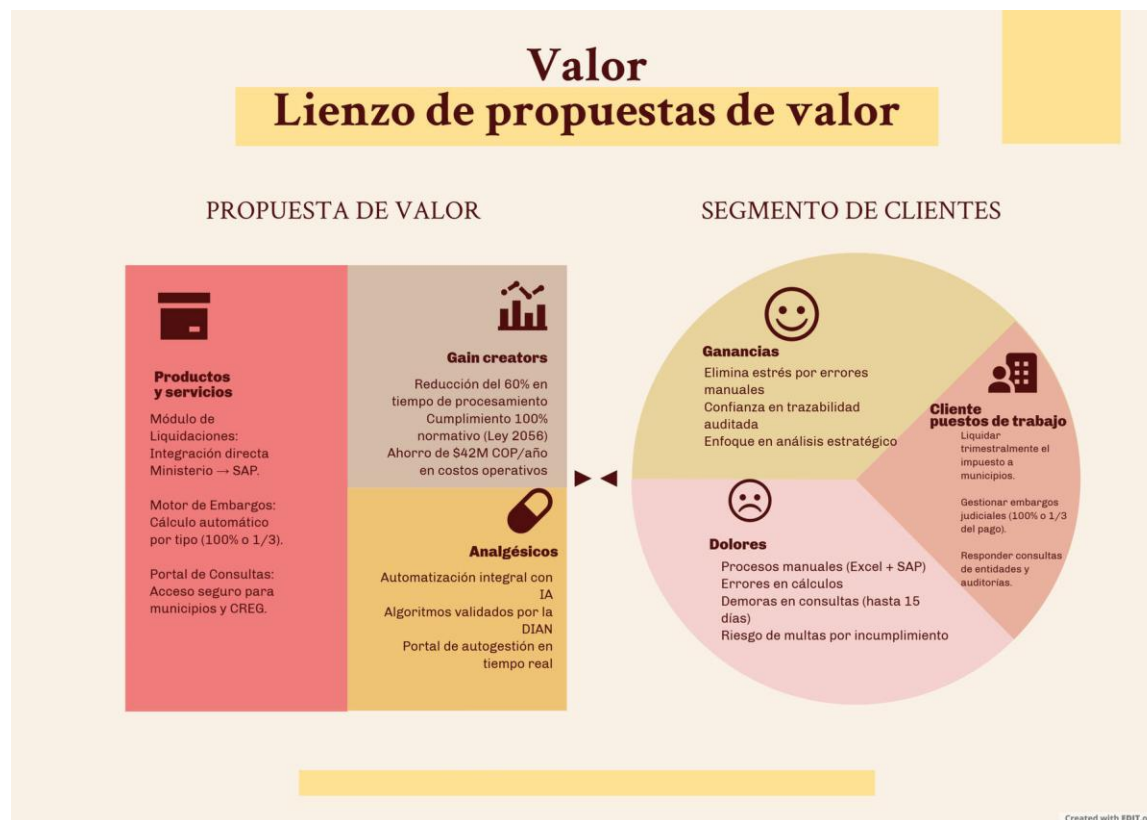 Valor
Lienzo de propuestas de valor
PROPUESTA DE VALOR
SEGMENTO DE CLIENTES
Productos
y servicios
Módulo de
Liquidaciones:
Integración directa
Ministerio → SAP.
Motor de Embargos:
Cálculo automático
por tipo (100% o 1/3).
Portal de Consultas:
Acceso seguro para
municipios y CREG.
Gain creators
Reducción del 60% en
tiempo de procesamiento
Cumplimiento 100%
normativo (Ley 2056)
Ahorro de $42M COP/año
en costos operativos
Analgésicos
Automatización integral con
IA
Algoritmos validados por la
DIAN
Portal de autogestión en
tiempo real
Ganancias
Elimina estrés por errores
manuales
Confianza en trazabilidad
auditada
Enfoque en análisis estratégico
Cliente
puestos de trabajo
Liquidar
trimestralmente el
impuesto a
municipios.
Gestionar embargos
judiciales (100% o 1/3
del pago).
Responder consultas
de entidades y
auditorías.
Dolores
Procesos manuales (Excel + SAP)
Errores en cálculos
Demoras en consultas (hasta 15
días)
Riesgo de multas por incumplimiento
Created with EDIT